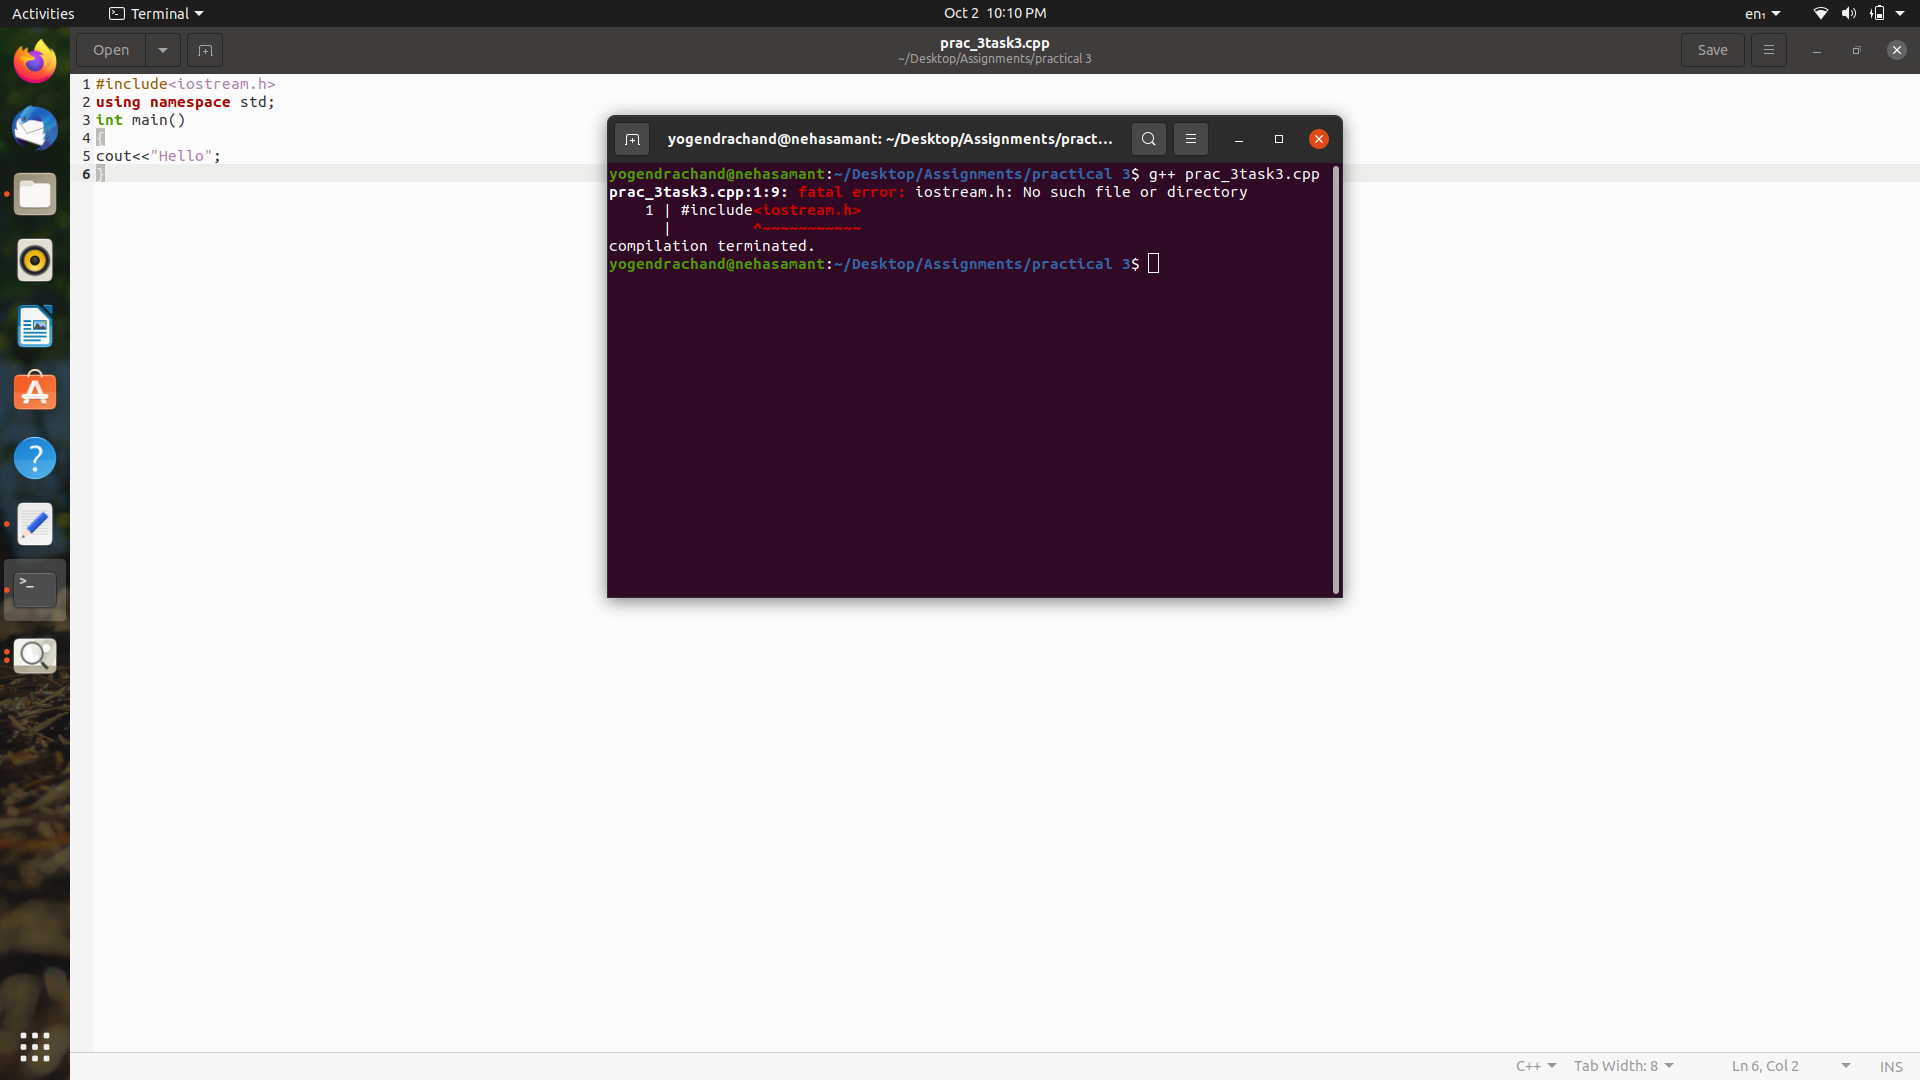 Activities
Terminal
Oct 2 10:10 PM
en₁
Open
prac_3task3.cpp
~/Desktop/Assignments/practical 3
Save
1 #include<iostream.h>
2 using namespace std;
3 int main()
4 {
5 cout<<"Hello";
6 }
yogendrachand@nehasamant: ~/Desktop/Assignments/pract...
yogendrachand@nehasamant:~/Desktop/Assignments/practical 3$ g++ prac_3task3.cpp
prac_3task3.cpp:1:9: fatal error: iostream.h: No such file or directory
    1 | #include<iostream.h>
      |         ^~~~~~~~~~~~
compilation terminated.
yogendrachand@nehasamant:~/Desktop/Assignments/practical 3$
C++
Tab Width: 8
Ln 6, Col 2
INS